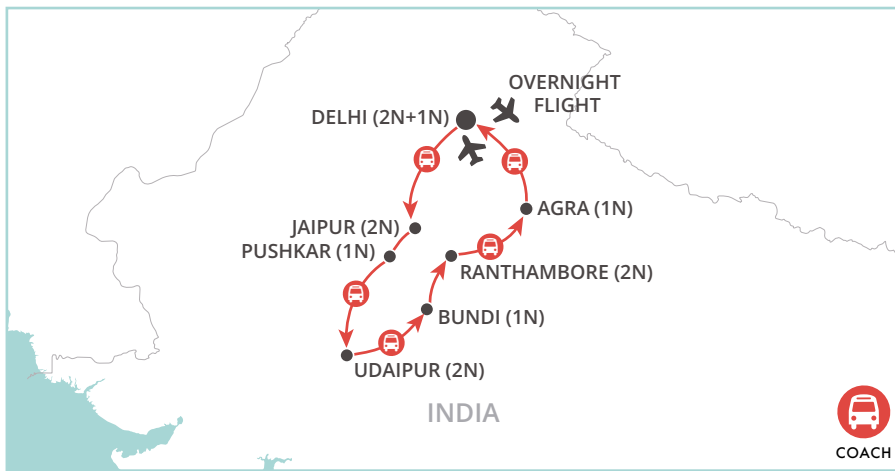 OVERNIGHT
FLIGHT
DELHI (2N+1N)
JAIPUR (2N)
PUSHKAR (1N)
AGRA (1N)
RANTHAMBORE (2N)
BUNDI (1N)
UDAIPUR (2N)
INDIA
COACH